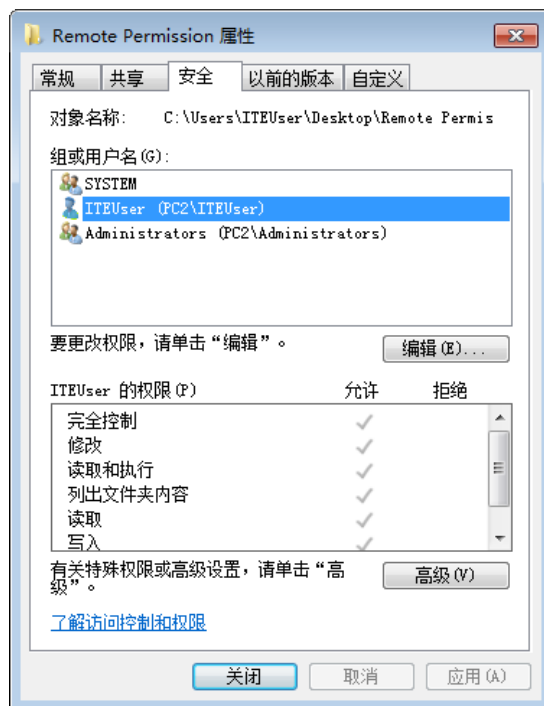 Remote Permission 属性
常规 共享 安全 以前的版本 自定义
对象名称: C:\Users\ITEUser\Desktop\Remote Permis
组或用户名(G):
SYSTEM
ITEUser (PC2\ITEUser)
Administrators (PC2\Administrators)
要更改权限，请单击“编辑”。
编辑(E)...
ITEUser 的权限(P) 允许 拒绝
完全控制
修改
读取和执行
列出文件夹内容
读取
写入
有关特殊权限或高级设置，请单击“高
级”。
高级(V)
了解访问控制和权限
关闭 取消 应用(A)